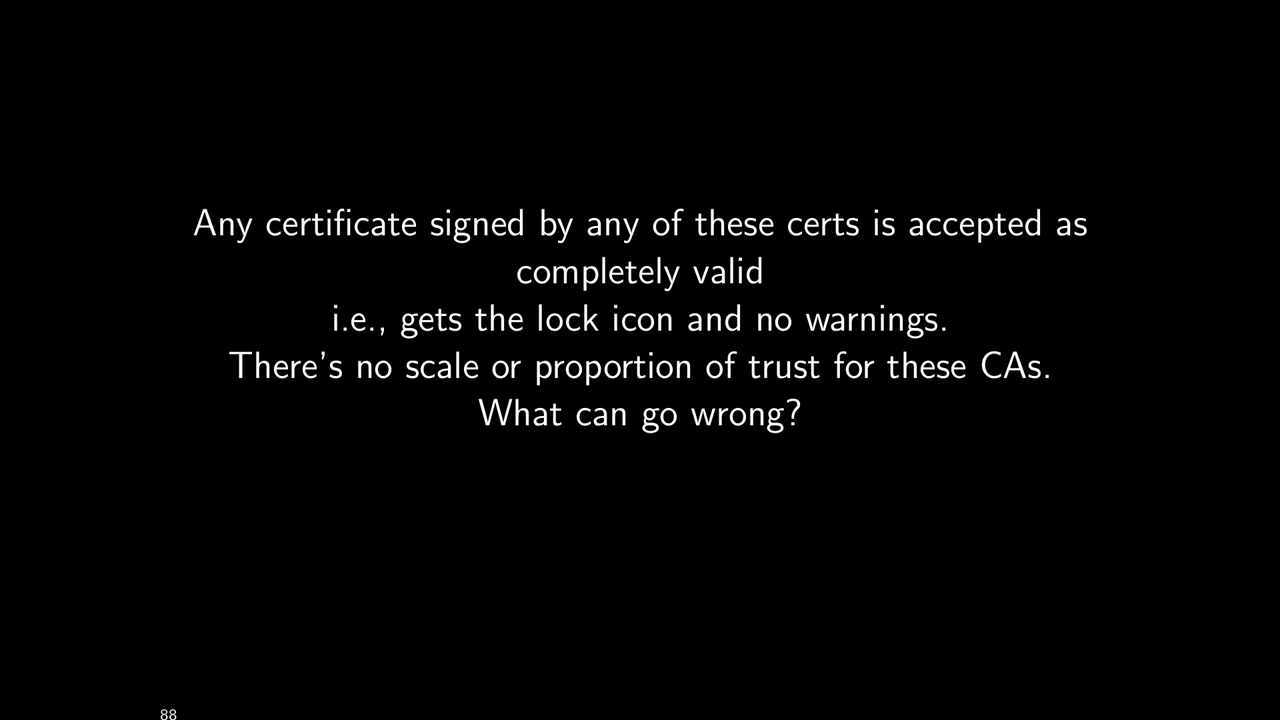 Any certificate signed by any of these certs is accepted as
completely valid
i.e., gets the lock icon and no warnings.
There's no scale or proportion of trust for these CAs.
What can go wrong?
88